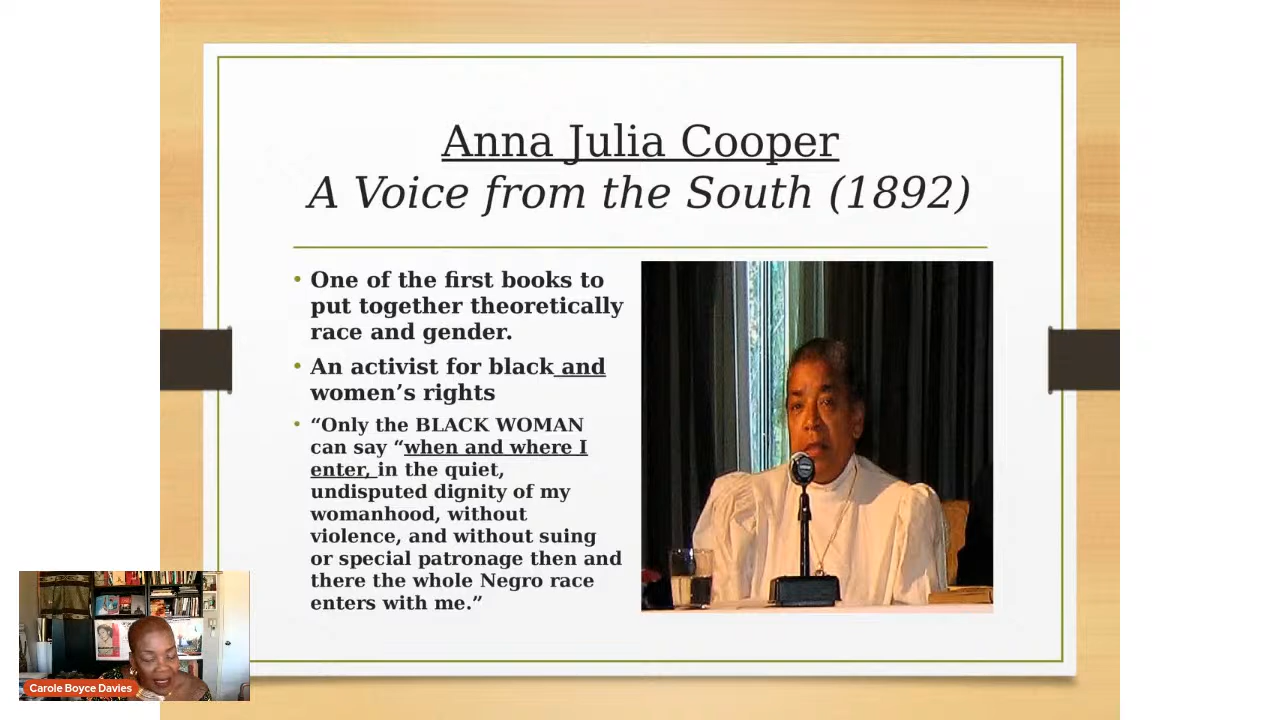 Anna Julia Cooper
A Voice from the South (1892)
• One of the first books to
put together theoretically
race and gender.
• An activist for black and
women’s rights
• “Only the BLACK WOMAN
can say “when and where I
enter, in the quiet,
undisputed dignity of my
womanhood, without
violence, and without suing
or special patronage then and
there the whole Negro race
enters with me.”
Carole Boyce Davies